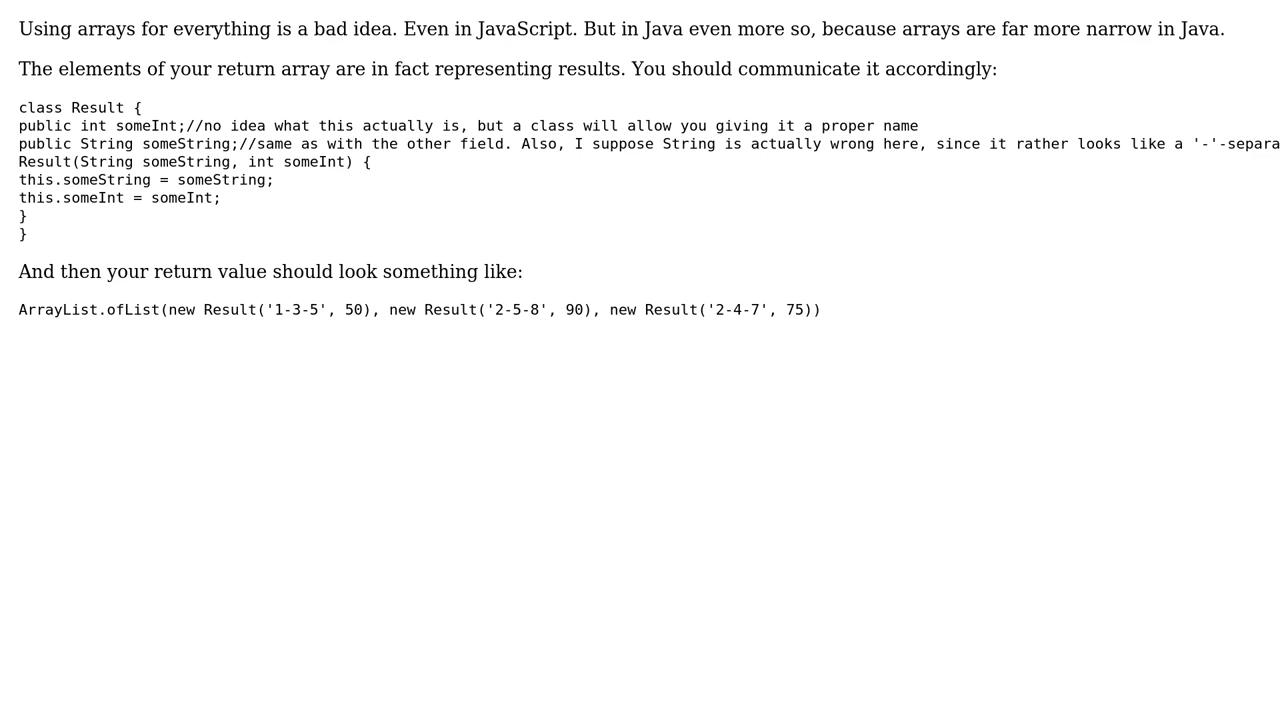 Using arrays for everything is a bad idea. Even in JavaScript. But in Java even more so, because arrays are far more narrow in Java.
The elements of your return array are in fact representing results. You should communicate it accordingly:
class Result {
public int someInt;//no idea what this actually is, but a class will allow you giving it a proper name
public String someString;//same as with the other field. Also, I suppose String is actually wrong here, since it rather looks like a '-'-separa
Result(String someString, int someInt) {
this.someString = someString;
this.someInt = someInt;
}
}
And then your return value should look something like:
ArrayList.ofList(new Result('1-3-5', 50), new Result('2-5-8', 90), new Result('2-4-7', 75))